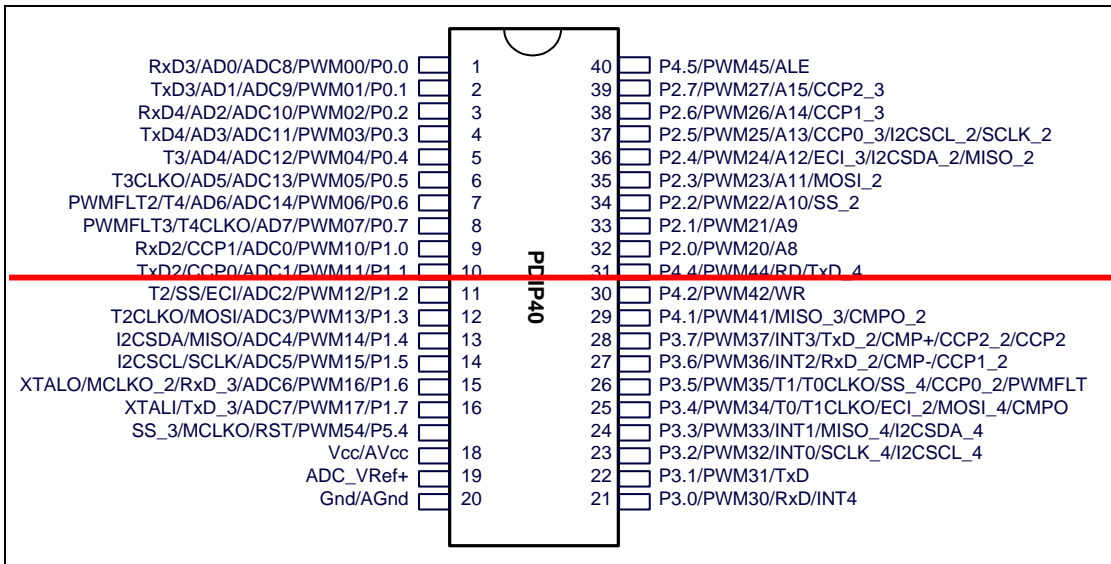 RxD3/AD0/ADC8/PWM00/P0.0 1 40 P4.5/PWM45/ALE
TxD3/AD1/ADC9/PWM01/P0.1 2 39 P2.7/PWM27/A15/CCP2_3
RxD4/AD2/ADC10/PWM02/P0.2 3 38 P2.6/PWM26/A14/CCP1_3
TxD4/AD3/ADC11/PWM03/P0.3 4 37 P2.5/PWM25/A13/CCP0_3/I2CSCL_2/SCLK_2
T3/AD4/ADC12/PWM04/P0.4 5 36 P2.4/PWM24/A12/ECI_3/I2CSDA_2/MISO_2
T3CLKO/AD5/ADC13/PWM05/P0.5 6 35 P2.3/PWM23/A11/MOSI_2
PWMFLT2/T4/AD6/ADC14/PWM06/P0.6 7 34 P2.2/PWM22/A10/SS_2
PWMFLT3/T4CLKO/AD7/PWM07/P0.7 8 33 P2.1/PWM21/A9
RxD2/CCP1/ADC0/PWM10/P1.0 9 32 P2.0/PWM20/A8
TxD2/CCP0/ADC1/PWM11/P1.1 10 31 P4.4/PWM44/RD/TxD_4
PDIP40
T2/SS/ECI/ADC2/PWM12/P1.2 11 30 P4.2/PWM42/WR
T2CLKO/MOSI/ADC3/PWM13/P1.3 12 29 P4.1/PWM41/MISO_3/CMPO_2
I2CSDA/MISO/ADC4/PWM14/P1.4 13 28 P3.7/PWM37/INT3/TxD_2/CMP+/CCP2_2/CCP2
I2CSCL/SCLK/ADC5/PWM15/P1.5 14 27 P3.6/PWM36/INT2/RxD_2/CMP-/CCP1_2
XTALO/MCLKO_2/RxD_3/ADC6/PWM16/P1.6 15 26 P3.5/PWM35/T1/T0CLKO/SS_4/CCP0_2/PWMFLT
XTALI/TxD_3/ADC7/PWM17/P1.7 16 25 P3.4/PWM34/T0/T1CLKO/ECI_2/MOSI_4/CMPO
SS_3/MCLKO/RST/PWM54/P5.4 24 P3.3/PWM33/INT1/MISO_4/I2CSDA_4
Vcc/AVcc 18 23 P3.2/PWM32/INT0/SCLK_4/I2CSCL_4
ADC_VRef+ 19 22 P3.1/PWM31/TxD
Gnd/AGnd 20 21 P3.0/PWM30/RxD/INT4